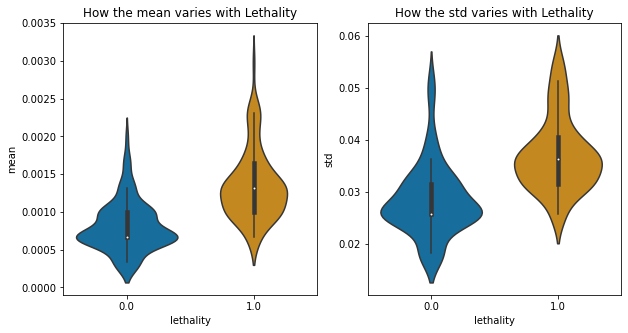 How the mean varies with Lethality
0.0035
0.0030
0.0025
0.0020
0.0015
0.0010
0.0005
0.0000
mean
0.0
1.0
lethality
How the std varies with Lethality
0.06
0.05
0.04
0.03
0.02
std
0.0
1.0
lethality